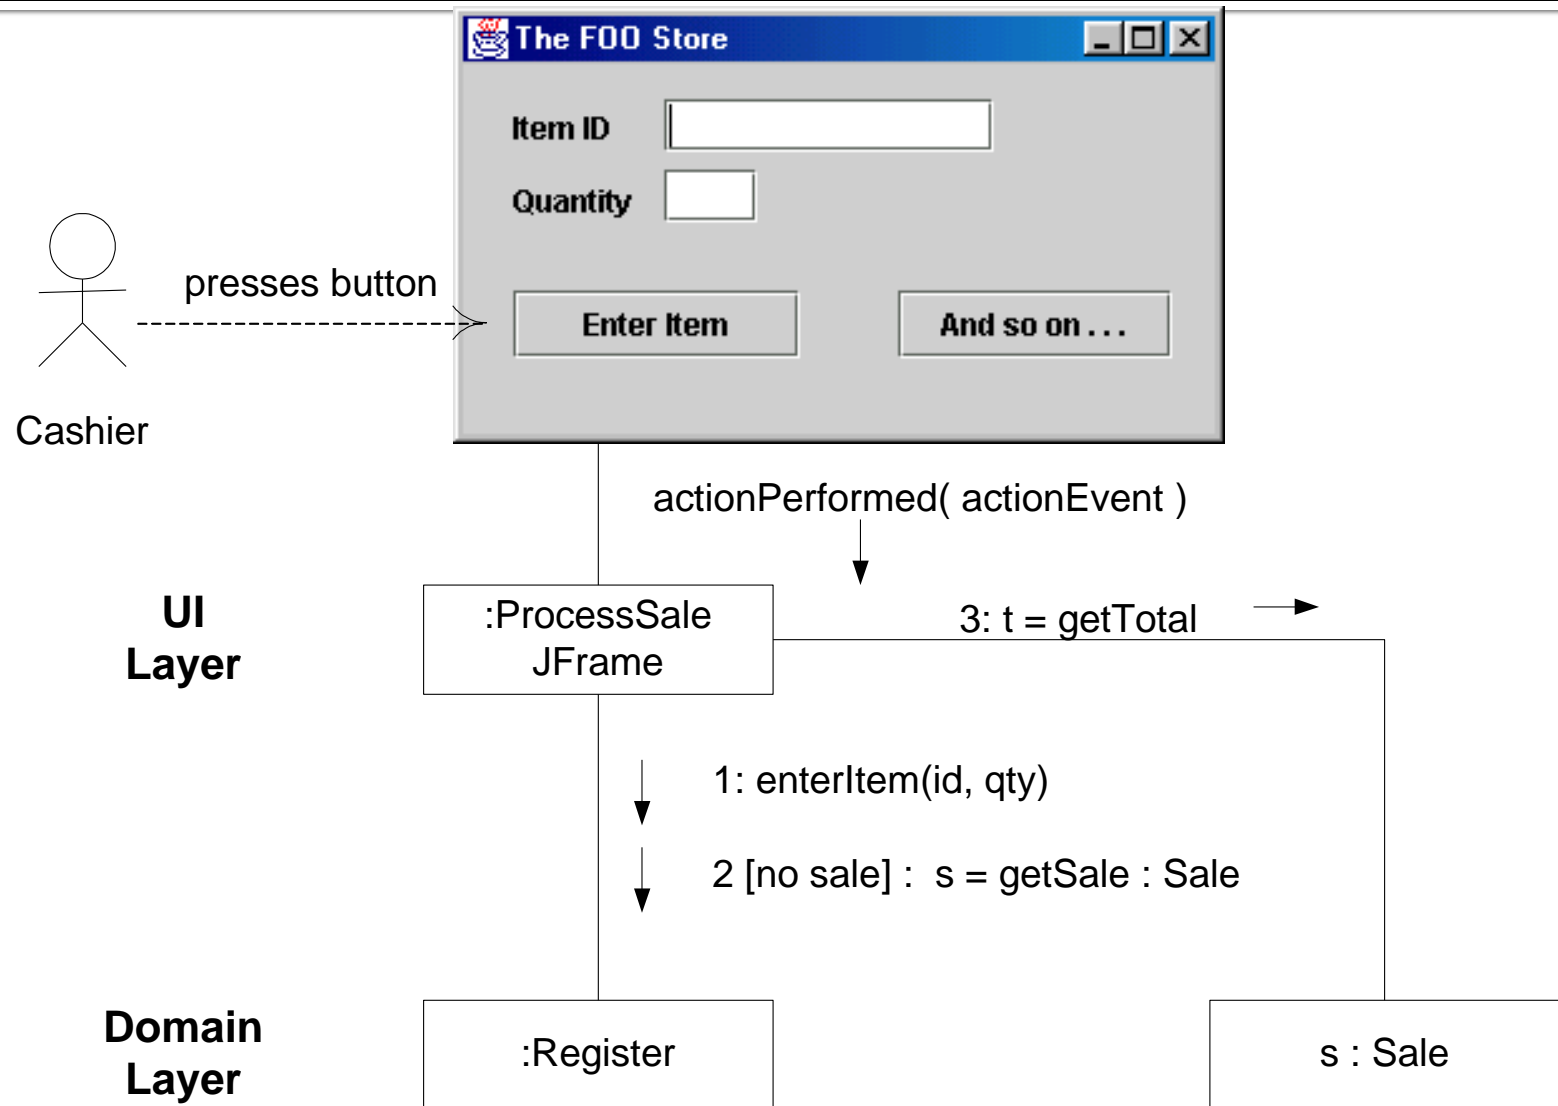 The FOO Store
Item ID
Quantity
presses button
Enter Item
And so on . . .
Cashier
actionPerformed( actionEvent )
UI
Layer
:ProcessSale
JFrame
3: t = getTotal
1: enterItem(id, qty)
2 [no sale] : s = getSale : Sale
Domain
Layer
:Register
s : Sale